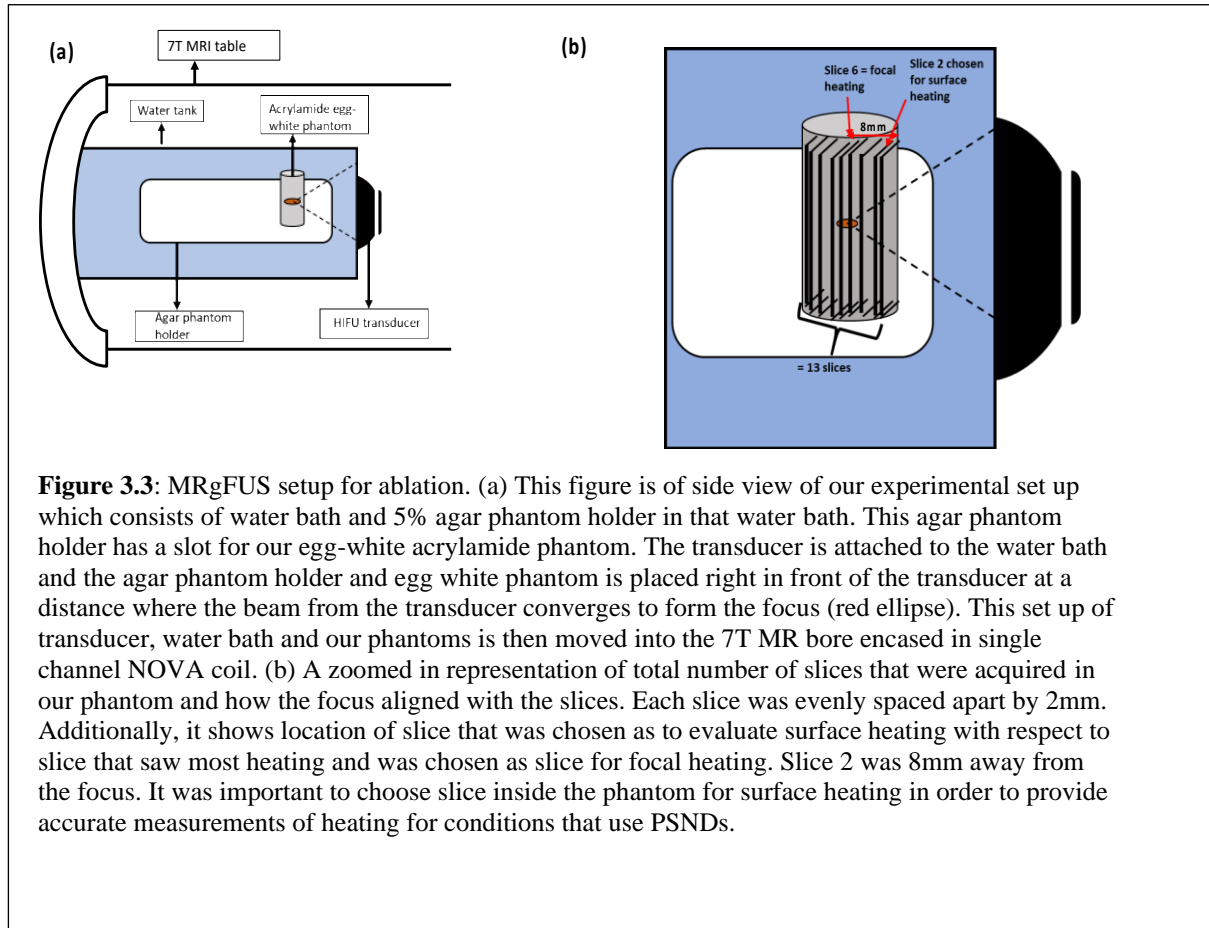 (a)
7T MRI table
Water tank
Acrylamide egg-
white phantom
Agar phantom
holder
HIFU transducer
(b)
Slice 6 = focal
heating
Slice 2 chosen
for surface
heating
8mm
= 13 slices
Figure 3.3: MRgFUS setup for ablation. (a) This figure is of side view of our experimental set up
which consists of water bath and 5% agar phantom holder in that water bath. This agar phantom
holder has a slot for our egg-white acrylamide phantom. The transducer is attached to the water bath
and the agar phantom holder and egg white phantom is placed right in front of the transducer at a
distance where the beam from the transducer converges to form the focus (red ellipse). This set up of
transducer, water bath and our phantoms is then moved into the 7T MR bore encased in single
channel NOVA coil. (b) A zoomed in representation of total number of slices that were acquired in
our phantom and how the focus aligned with the slices. Each slice was evenly spaced apart by 2mm.
Additionally, it shows location of slice that was chosen as to evaluate surface heating with respect to
slice that saw most heating and was chosen as slice for focal heating. Slice 2 was 8mm away from
the focus. It was important to choose slice inside the phantom for surface heating in order to provide
accurate measurements of heating for conditions that use PSNDs.